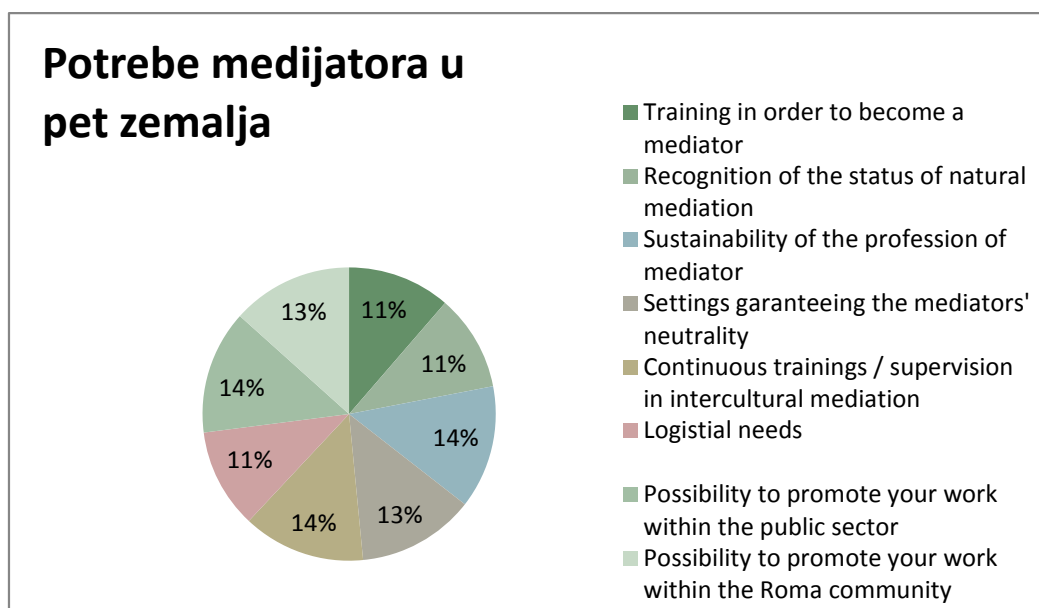 Potrebe medijatora u
pet zemalja
Training in order to become a
mediator
Recognition of the status of natural
mediation
Sustainability of the profession of
mediator
Settings garanteeing the mediators'
neutrality
Continuous trainings / supervision
in intercultural mediation
Logistial needs
Possibility to promote your work
within the public sector
Possibility to promote your work
within the Roma community
11%
11%
14%
13%
14%
11%
14%
13%